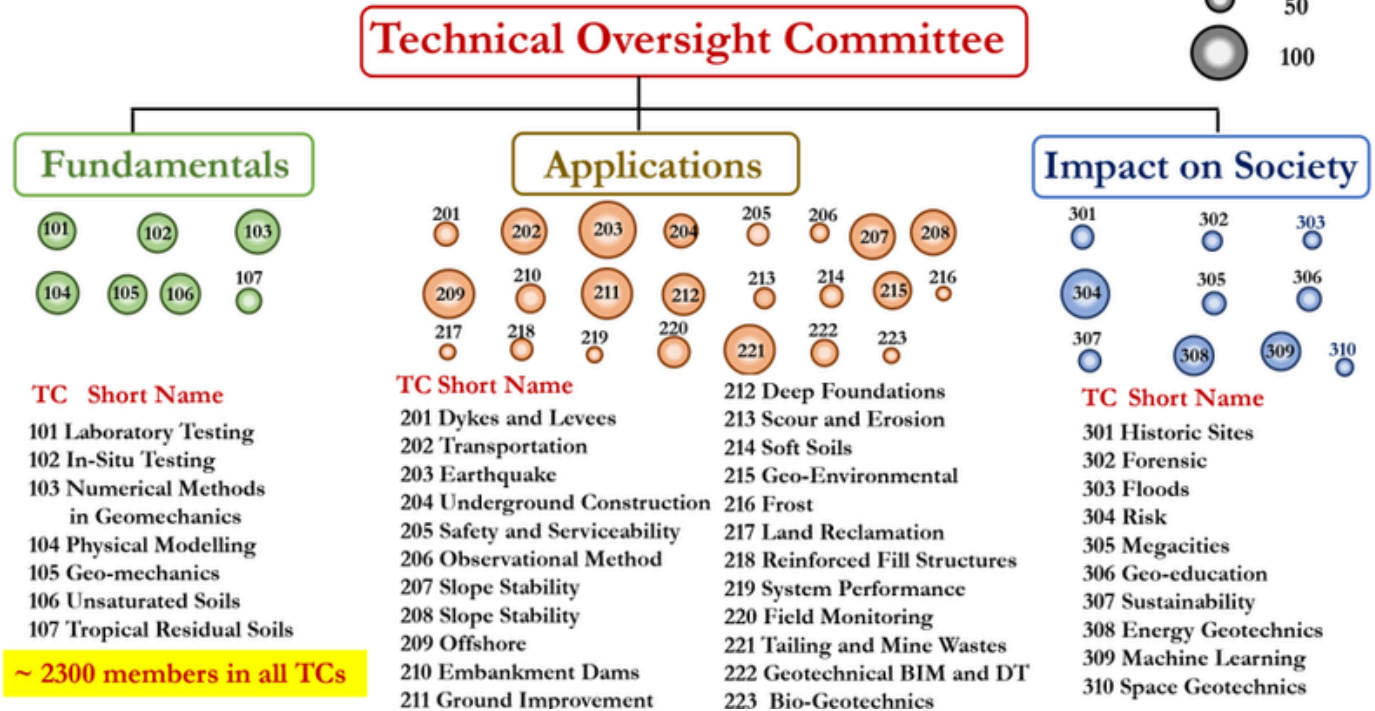 50
Technical Oversight Committee
100
Fundamentals
Applications
Impact on Society
101 102 103
201 202 203 204 205 206 207 208
301 302 303
104 105 106 107
209 210 211 212 213 214 215 216
304 305 306
217 218 219 220 221 222 223
307 308 309 310
TC Short Name
101 Laboratory Testing
102 In-Situ Testing
103 Numerical Methods
in Geomechanics
104 Physical Modelling
105 Geo-mechanics
106 Unsaturated Soils
107 Tropical Residual Soils
~ 2300 members in all TCs
TC Short Name
201 Dykes and Levees
202 Transportation
203 Earthquake
204 Underground Construction
205 Safety and Serviceability
206 Observational Method
207 Slope Stability
208 Slope Stability
209 Offshore
210 Embankment Dams
211 Ground Improvement
212 Deep Foundations
213 Scour and Erosion
214 Soft Soils
215 Geo-Environmental
216 Frost
217 Land Reclamation
218 Reinforced Fill Structures
219 System Performance
220 Field Monitoring
221 Tailing and Mine Wastes
222 Geotechnical BIM and DT
223 Bio-Geotechnics
TC Short Name
301 Historic Sites
302 Forensic
303 Floods
304 Risk
305 Megacities
306 Geo-education
307 Sustainability
308 Energy Geotechnics
309 Machine Learning
310 Space Geotechnics